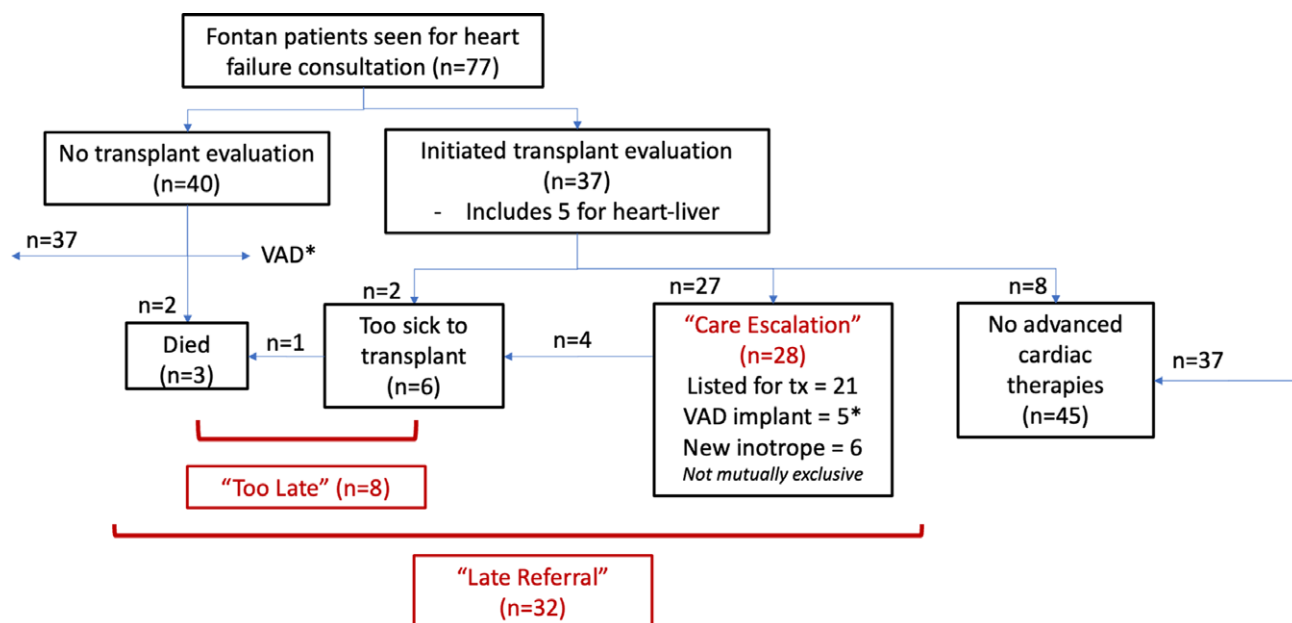 Fontan patients seen for heart
failure consultation (n=77)
No transplant evaluation
(n=40)
Initiated transplant evaluation
(n=37)
- Includes 5 for heart-liver
n=37
VAD*
n=2
n=2
n=27
n=8
Died
(n=3)
n=1
Too sick to
transplant
(n=6)
n=4
“Care Escalation”
(n=28)
Listed for tx = 21
VAD implant = 5*
New inotrope = 6
Not mutually exclusive
No advanced
cardiac
therapies
(n=45)
n=37
“Too Late” (n=8)
“Late Referral”
(n=32)